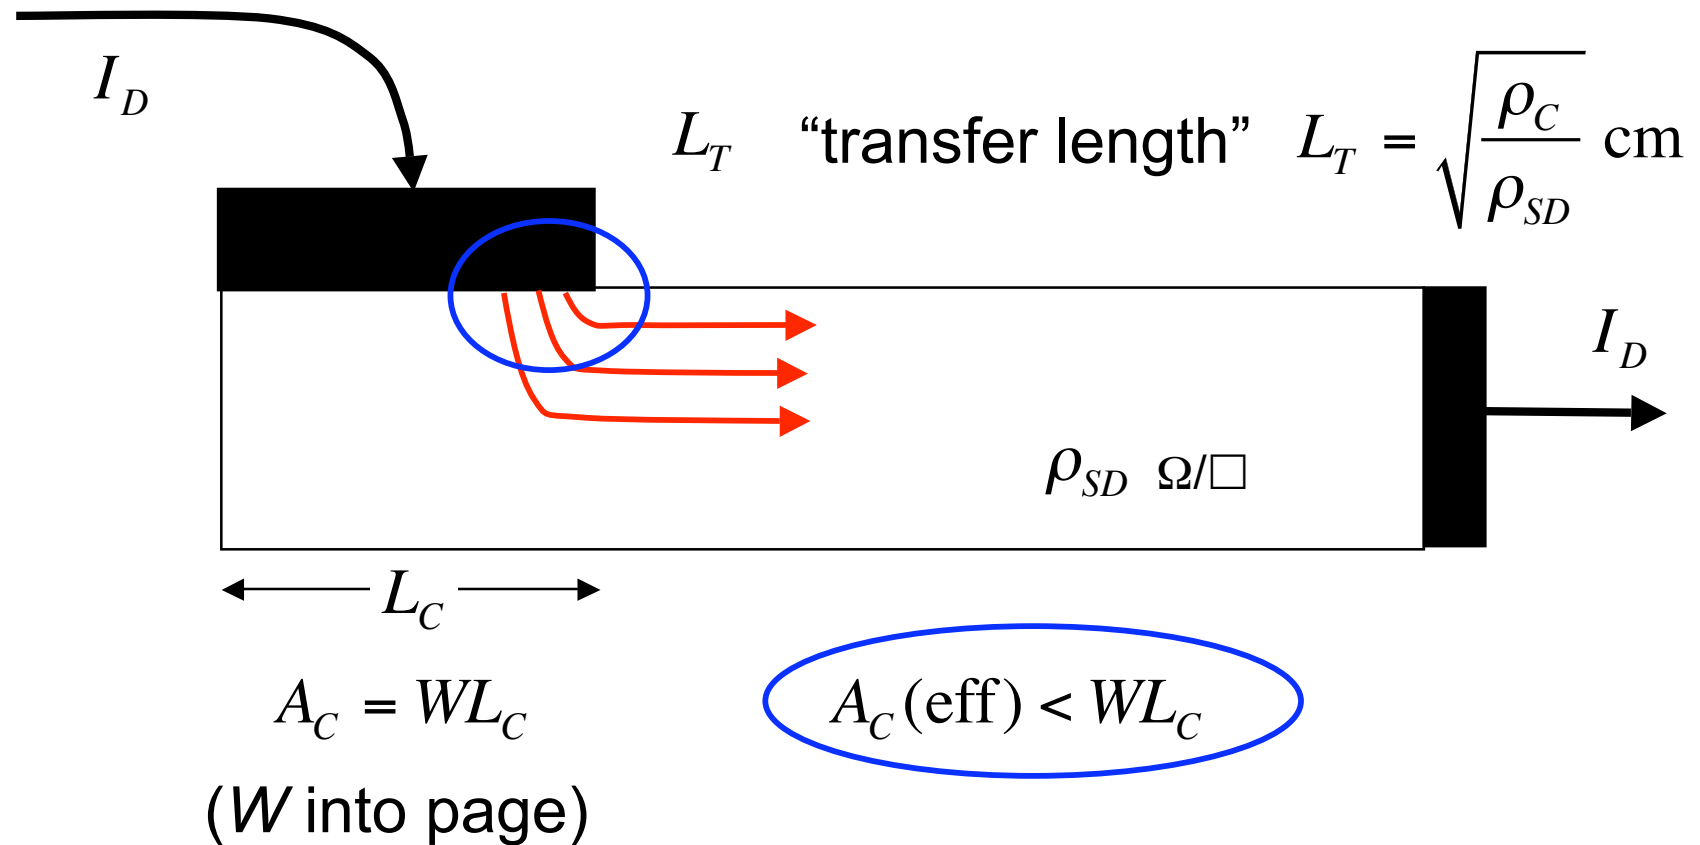 I_D
L_T “transfer length” L_T = √(ρ_C/ρ_SD) cm
I_D
ρ_SD Ω/□
L_C
A_C = WL_C
A_C(eff) < WL_C
(W into page)